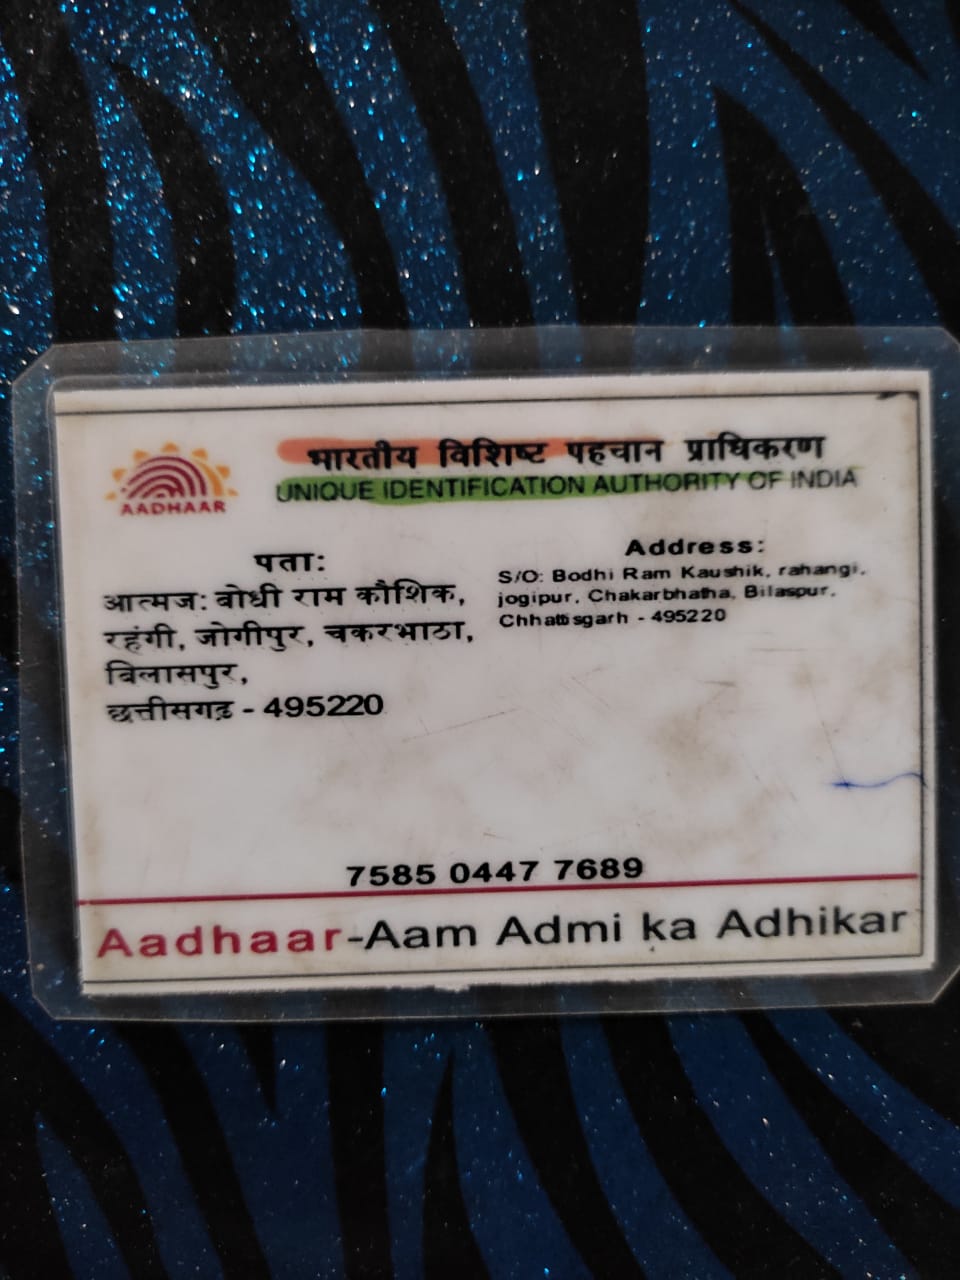 भारतीय विशिष्ट पहचान प्राधिकरण
UNIQUE IDENTIFICATION AUTHORITY OF INDIA
AADHAAR
पता:
आत्मज: बोधी राम कौशिक,
रहंगी, जोगीपुर, चकरभाठा,
बिलासपुर,
छत्तीसगढ़ - 495220
Address:
S/O: Bodhi Ram Kaushik, rahangi,
jogipur, Chakarbhatha, Bilaspur,
Chhattisgarh - 495220
7585 0447 7689
Aadhaar-Aam Admi ka Adhikar